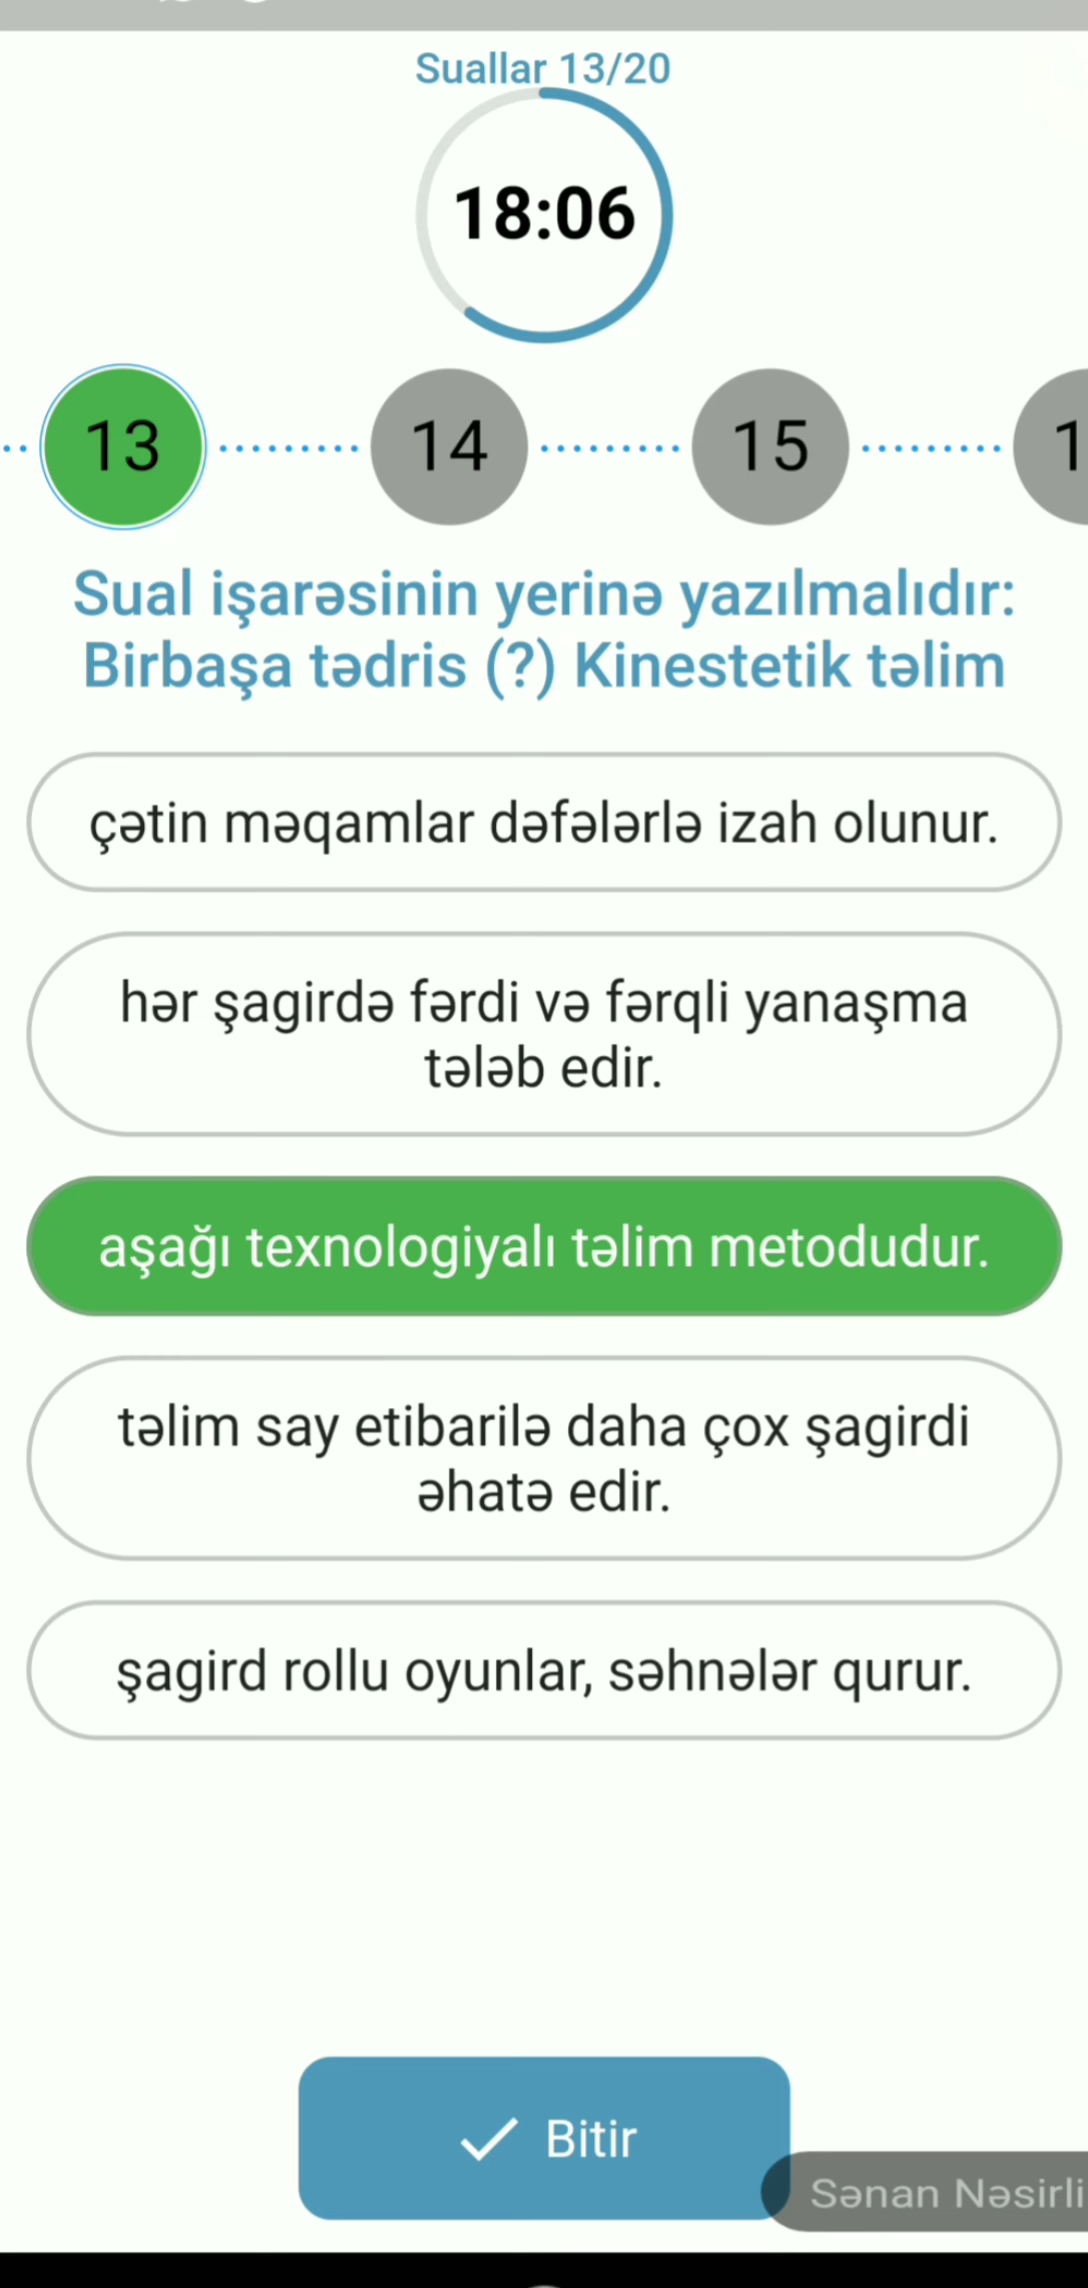 Suallar 13/20
18:06
13
14
15
1
Sual işarəsinin yerinə yazılmalıdır:
Birbaşa tədris (?) Kinestetik təlim
çətin məqamlar dəfələrlə izah olunur.
hər şagirdə fərdi və fərqli yanaşma
tələb edir.
aşağı texnologiyalı təlim metodudur.
təlim say etibarilə daha çox şagirdi
əhatə edir.
şagird rollu oyunlar, səhnələr qurur.
Bitir
Sənan Nəsirli